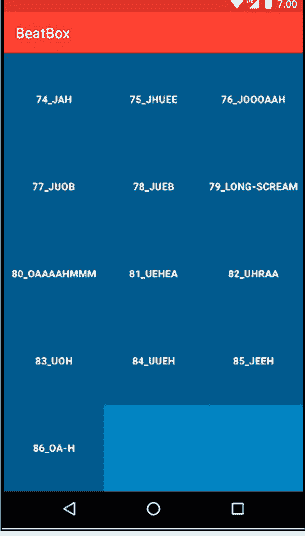 7:00
BeatBox
74_JAH 75_JHUEE 76_JOOOAAH
77_JUOB 78_JUEB 79_LONG-SCREAM
80_OAAAAHMMM 81_UEHEA 82_UHRAA
83_UOH 84_UUEH 85_JEEH
86_OA-H